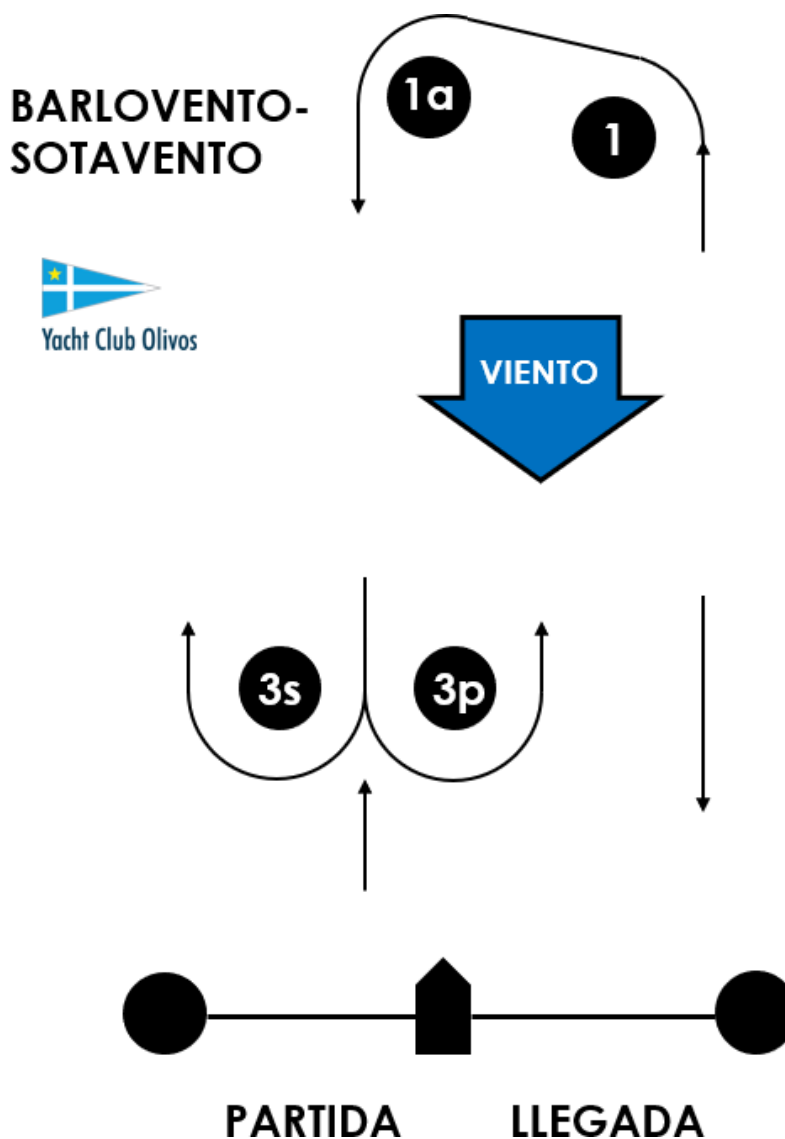 BARLOVENTO-
SOTAVENTO
1a
1
Yacht Club Olivos
VIENTO
3s
3p
PARTIDA
LLEGADA